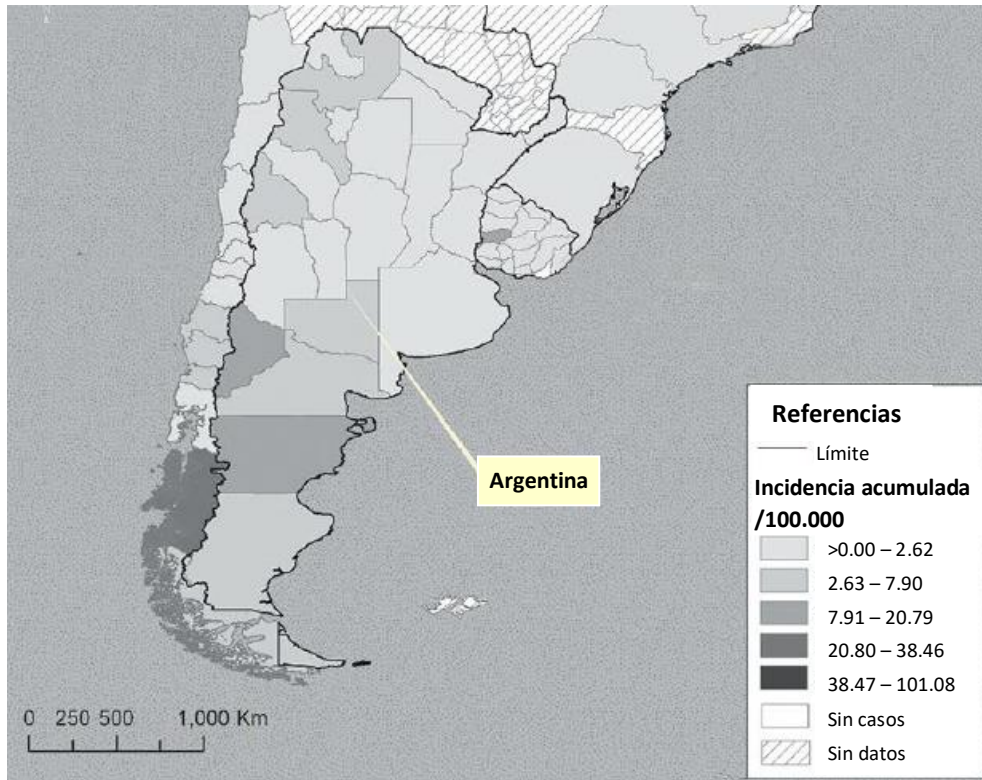 Argentina
Referencias
Límite
Incidencia acumulada
/100.000
>0.00 – 2.62
2.63 – 7.90
7.91 – 20.79
20.80 – 38.46
38.47 – 101.08
Sin casos
Sin datos
0 250 500 1,000 Km